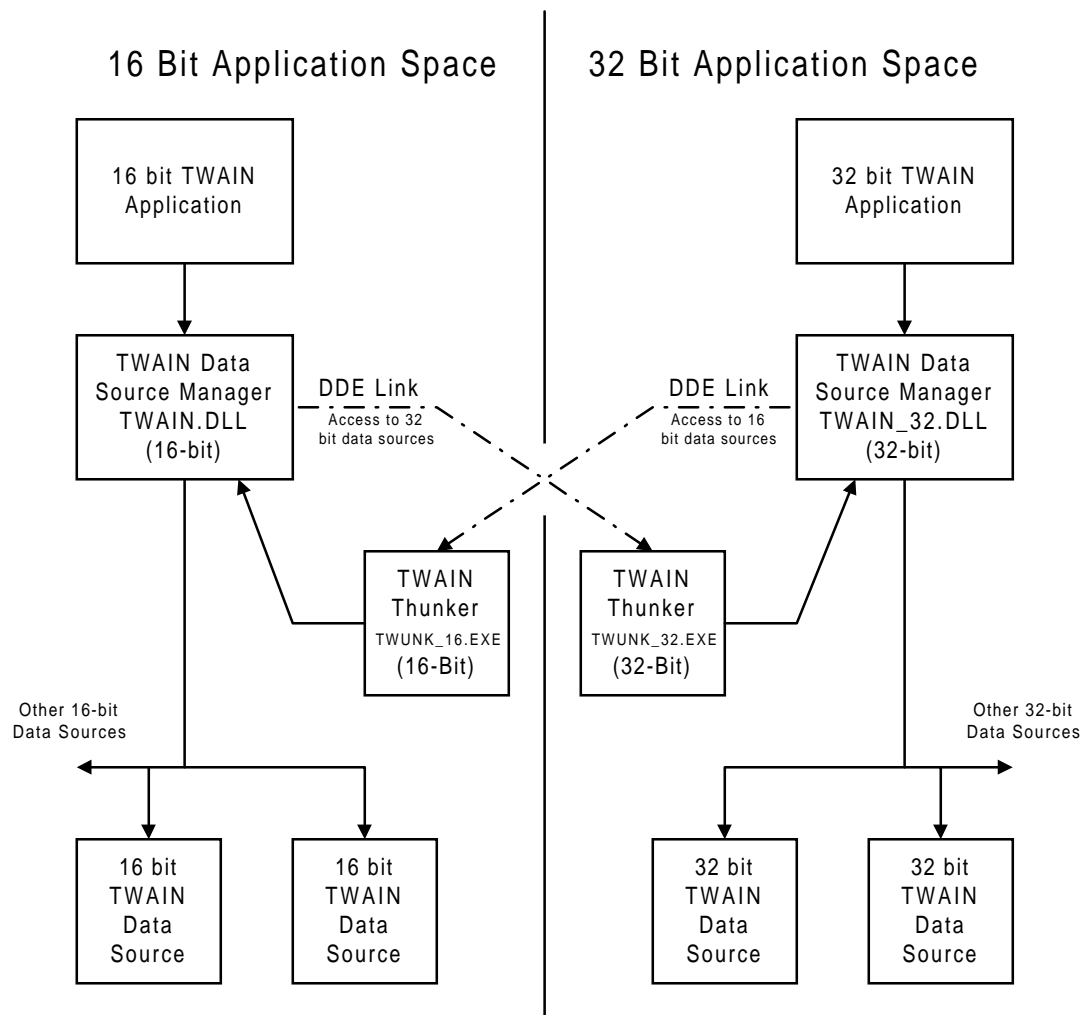 16 Bit Application Space
32 Bit Application Space
16 bit TWAIN
Application
32 bit TWAIN
Application
TWAIN Data
Source Manager
TWAIN.DLL
(16-bit)
DDE Link
Access to 32
bit data sources
DDE Link
Access to 16
bit data sources
TWAIN Data
Source Manager
TWAIN_32.DLL
(32-bit)
TWAIN
Thunker
TWUNK_16.EXE
(16-Bit)
TWAIN
Thunker
TWUNK_32.EXE
(32-Bit)
Other 16-bit
Data Sources
Other 32-bit
Data Sources
16 bit
TWAIN
Data
Source
16 bit
TWAIN
Data
Source
32 bit
TWAIN
Data
Source
32 bit
TWAIN
Data
Source